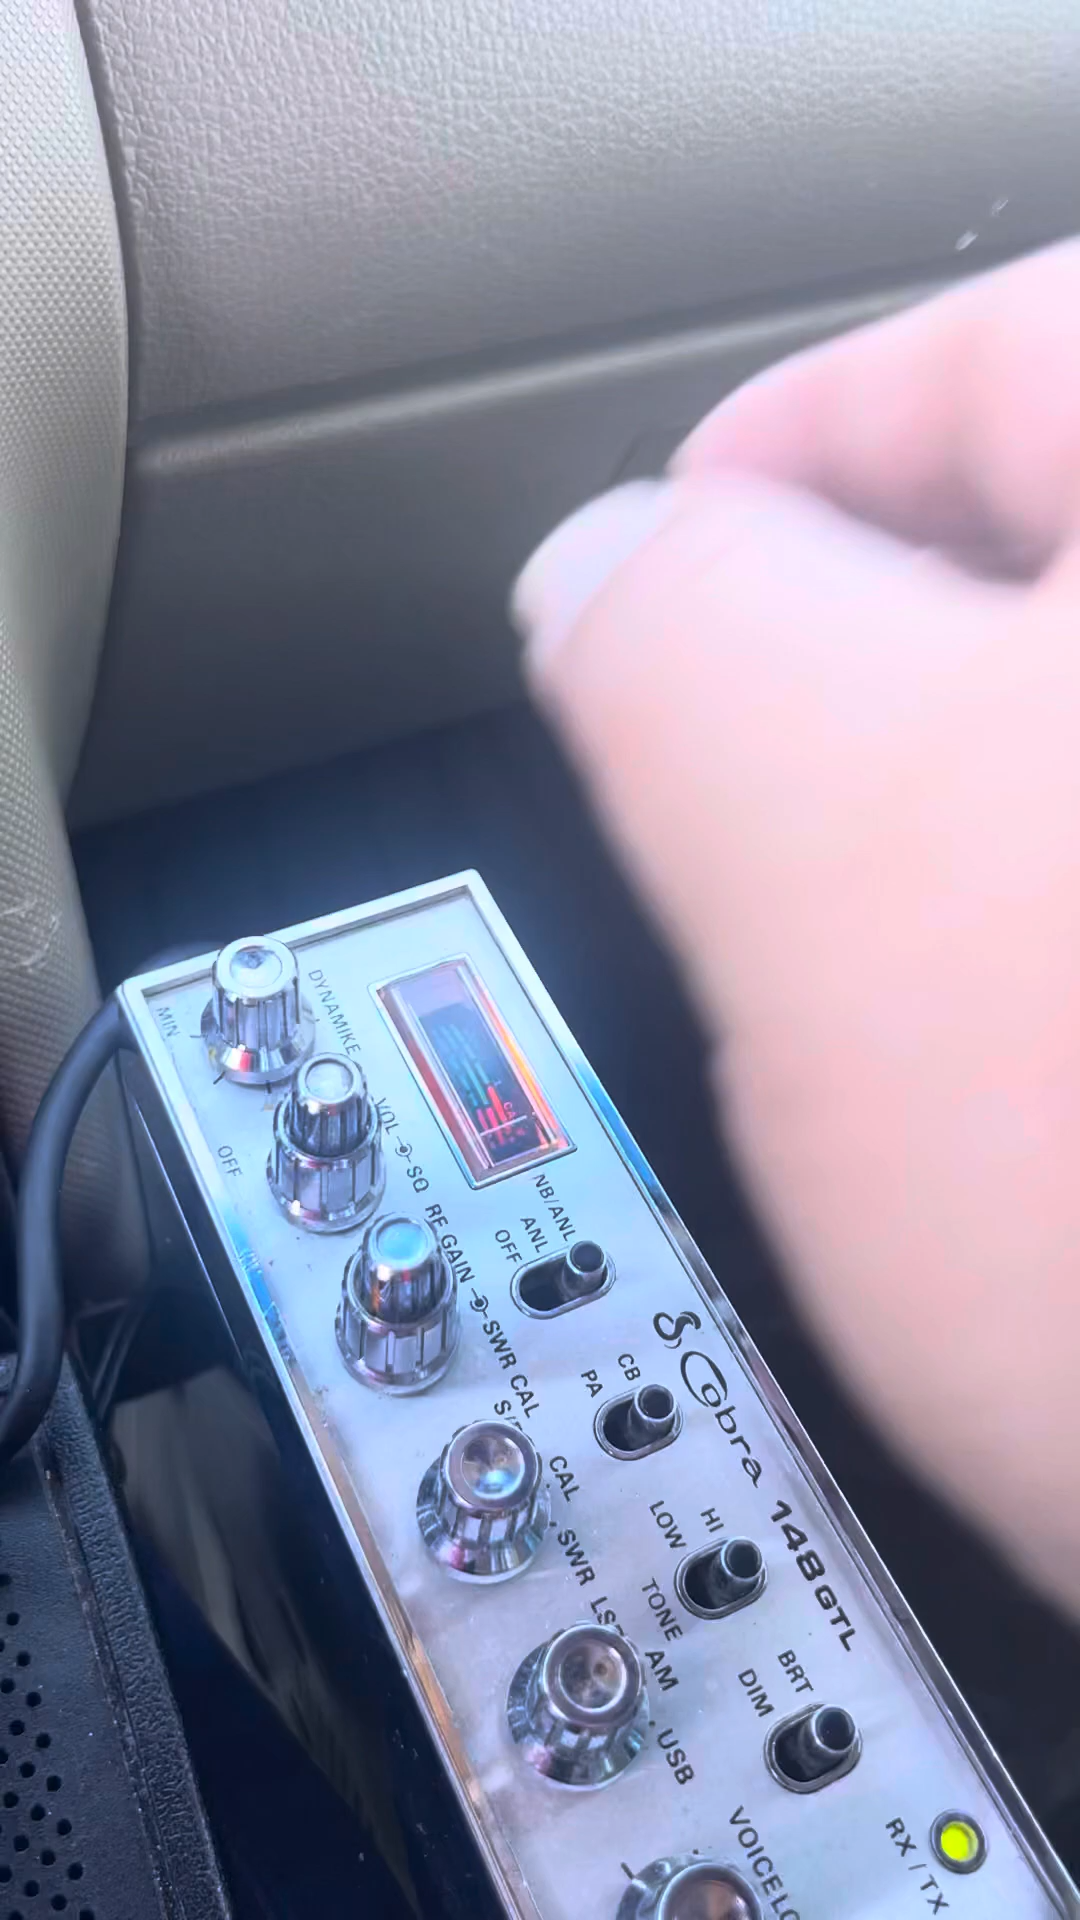 DYNAMIKE
MIN
VOL SQ
OFF
RF GAIN SWR CAL
NB/ANL
ANL
OFF
CB
PA
Cobra 148GTL
CAL
SWR
HI
LOW
TONE
AM
USB
BRT
DIM
RX/TX